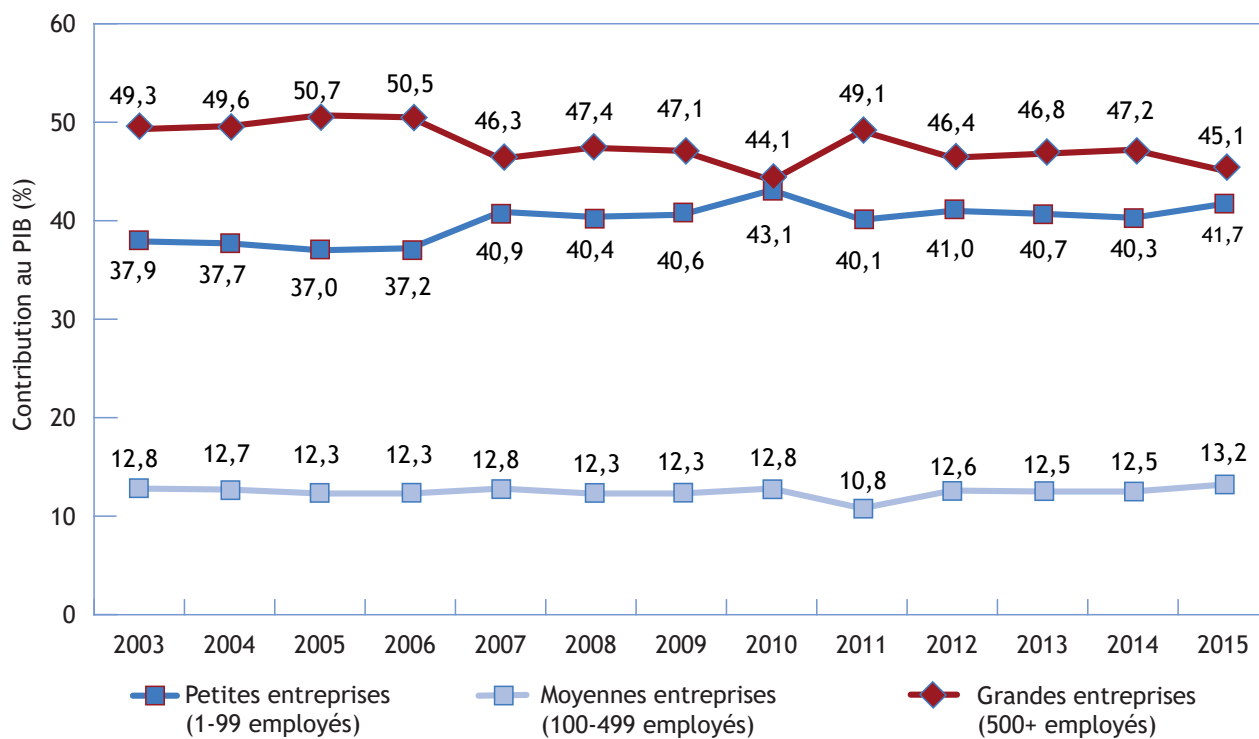 Contribution au PIB (%)
60
50
40
30
20
10
0
49,3 49,6 50,7 50,5 46,3 47,4 47,1 44,1 49,1 46,4 46,8 47,2 45,1
37,9 37,7 37,0 37,2 40,9 40,4 40,6 43,1 40,1 41,0 40,7 40,3 41,7
12,8 12,7 12,3 12,3 12,8 12,3 12,3 12,8 10,8 12,6 12,5 12,5 13,2
2003 2004 2005 2006 2007 2008 2009 2010 2011 2012 2013 2014 2015
Petites entreprises
(1-99 employés)
Moyennes entreprises
(100-499 employés)
Grandes entreprises
(500+ employés)